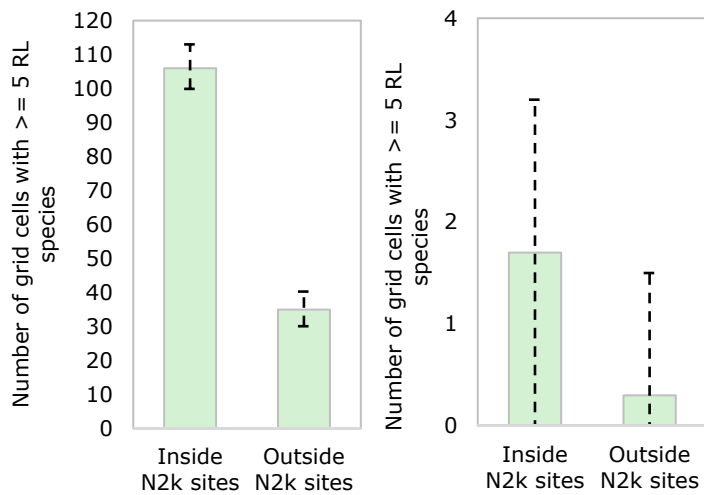 Number of grid cells with >= 5 RL
species
120
110
100
90
80
70
60
50
40
30
20
10
0
Inside
N2k sites
Outside
N2k sites
Number of grid cells with >= 5 RL
species
4
3
2
1
0
Inside
N2k sites
Outside
N2k sites